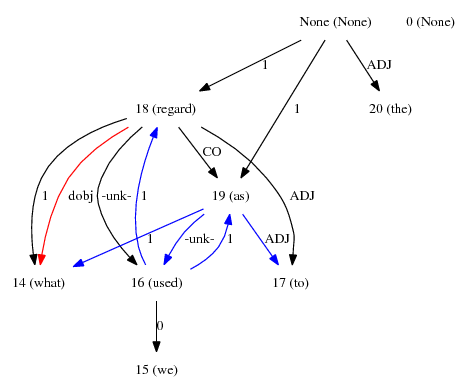 None (None) 0 (None)
1 ADJ
18 (regard) 1 20 (the)
CO
1 dobj -unk- 1 19 (as) ADJ
1 -unk- 1 ADJ
14 (what) 16 (used) 17 (to)
0
15 (we)